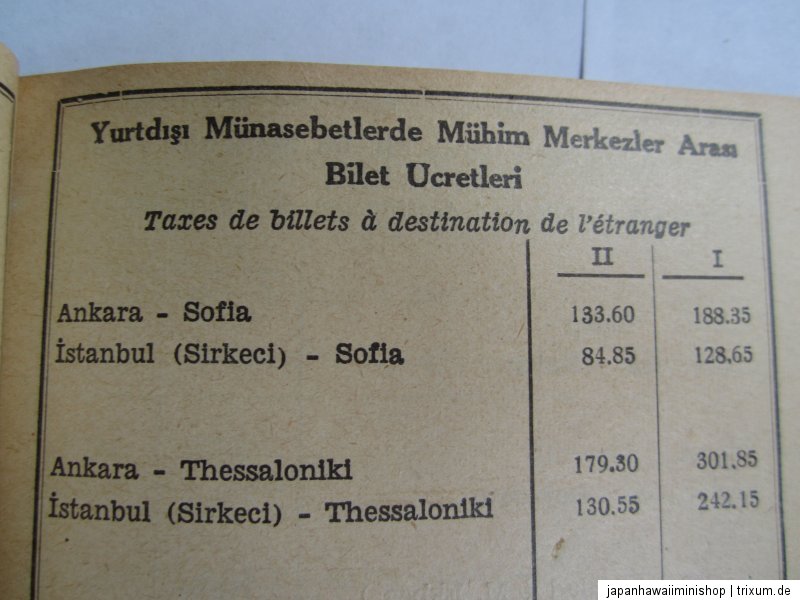 Yurtdışı Münasebetlerde Mühim Merkezler Arası
Bilet Ücretleri
Taxes de billets à destination de l'étranger
II I
Ankara - Sofia 133.60 188.35
İstanbul (Sirkeci) - Sofia 84.85 128.65
Ankara - Thessaloniki 179.30 301.85
İstanbul (Sirkeci) - Thessaloniki 130.55 242.15
japanhawaiiminishop | trixum.de